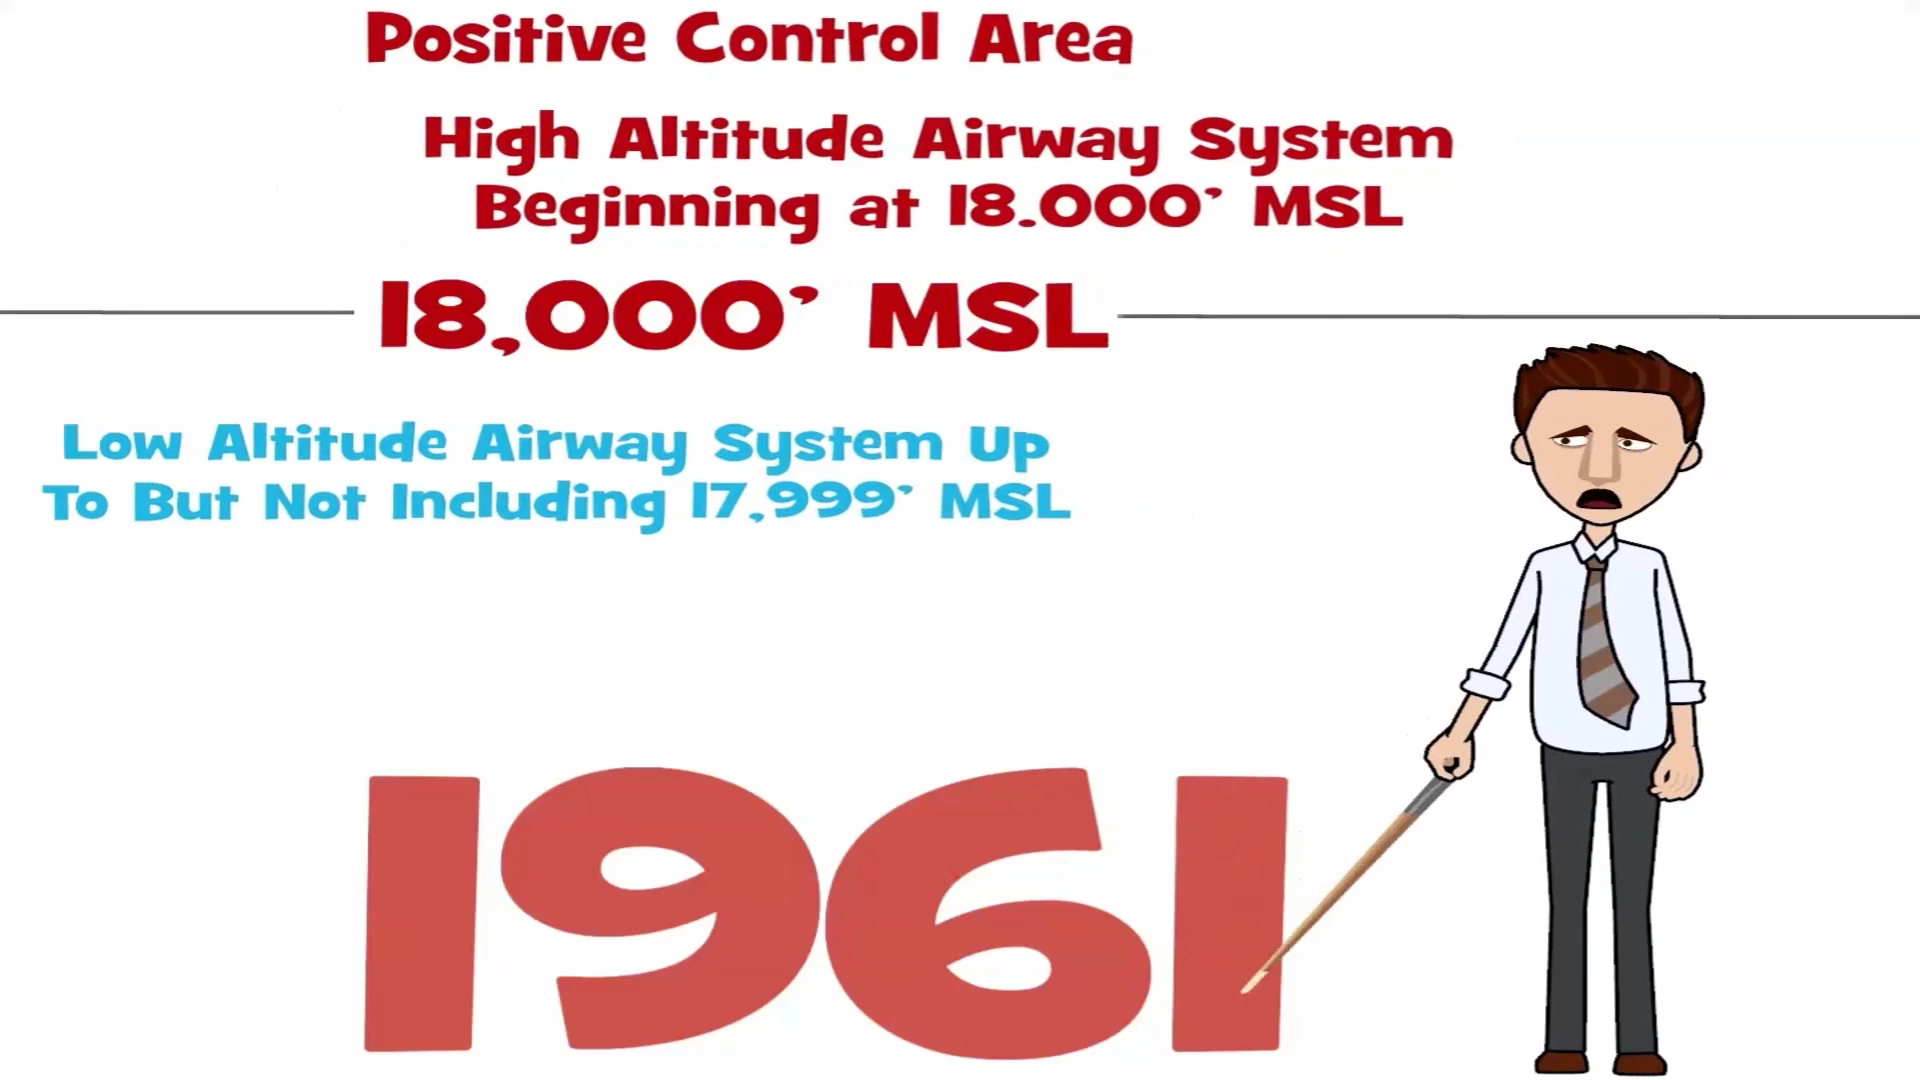 Positive Control Area
High Altitude Airway System
Beginning at 18.000' MSL
18,000' MSL
Low Altitude Airway System Up
To But Not Including 17,999' MSL
1961